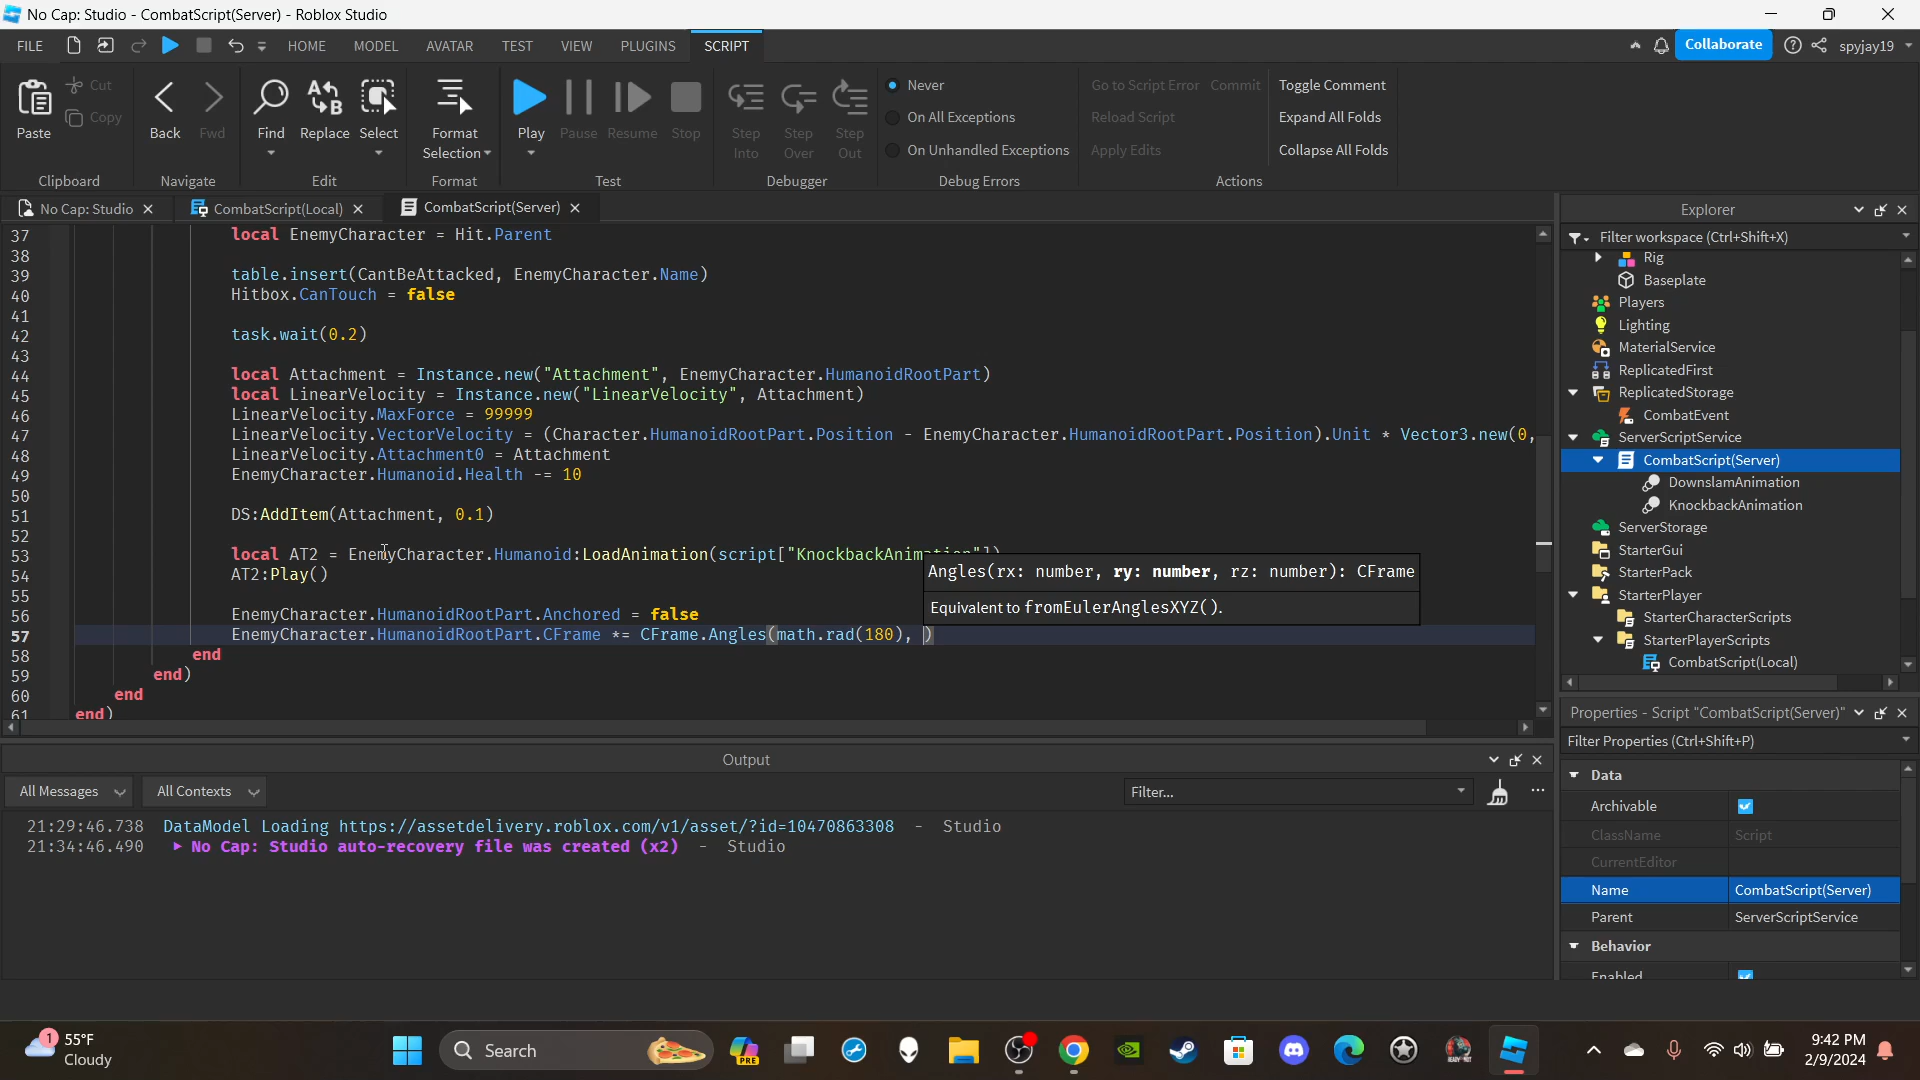 No Cap: Studio - CombatScript(Server) - Roblox Studio
FILE HOME MODEL AVATAR TEST VIEW PLUGINS SCRIPT Collaborate spyjay19
Paste Cut Copy Back Fwd Find Replace Select Format Selection Play Pause Resume Stop Step Into Step Over Step Out
Never
On All Exceptions
On Unhandled Exceptions
Go to Script Error Commit
Reload Script
Apply Edits
Toggle Comment
Expand All Folds
Collapse All Folds
Clipboard Navigate Edit Format Test Debugger Debug Errors Actions
No Cap: Studio CombatScript(Local) CombatScript(Server)
37 local EnemyCharacter = Hit.Parent
38
39 table.insert(CantBeAttacked, EnemyCharacter.Name)
40 Hitbox.CanTouch = false
41
42 task.wait(0.2)
43
44 local Attachment = Instance.new("Attachment", EnemyCharacter.HumanoidRootPart)
45 local LinearVelocity = Instance.new("LinearVelocity", Attachment)
46 LinearVelocity.MaxForce = 99999
47 LinearVelocity.VectorVelocity = (Character.HumanoidRootPart.Position - EnemyCharacter.HumanoidRootPart.Position).Unit * Vector3.new(0,
48 LinearVelocity.Attachment0 = Attachment
49 EnemyCharacter.Humanoid.Health -= 10
50
51 DS:AddItem(Attachment, 0.1)
52
53 local AT2 = EnemyCharacter.Humanoid:LoadAnimation(script["KnockbackAnimation"])
54 AT2:Play()
55
56 EnemyCharacter.HumanoidRootPart.Anchored = false
57 EnemyCharacter.HumanoidRootPart.CFrame *= CFrame.Angles(math.rad(180), )
58 end
59 end)
60 end
61 end)
Angles(rx: number, ry: number, rz: number): CFrame
Equivalent to fromEulerAnglesXYZ().
Explorer
Filter workspace (Ctrl+Shift+X)
Rig
Baseplate
Players
Lighting
MaterialService
ReplicatedFirst
ReplicatedStorage
CombatEvent
ServerScriptService
CombatScript(Server)
DownslamAnimation
KnockbackAnimation
ServerStorage
StarterGui
StarterPack
StarterPlayer
StarterCharacterScripts
StarterPlayerScripts
CombatScript(Local)
Properties - Script "CombatScript(Server)"
Filter Properties (Ctrl+Shift+P)
Data
Archivable
ClassName Script
CurrentEditor
Name CombatScript(Server)
Parent ServerScriptService
Behavior
Enabled
Output
All Messages All Contexts Filter...
21:29:46.738 DataModel Loading https://assetdelivery.roblox.com/v1/asset/?id=10470863308 - Studio
21:34:46.490 No Cap: Studio auto-recovery file was created (x2) - Studio
1 55°F
Cloudy
Search
PRE
9:42 PM
2/9/2024